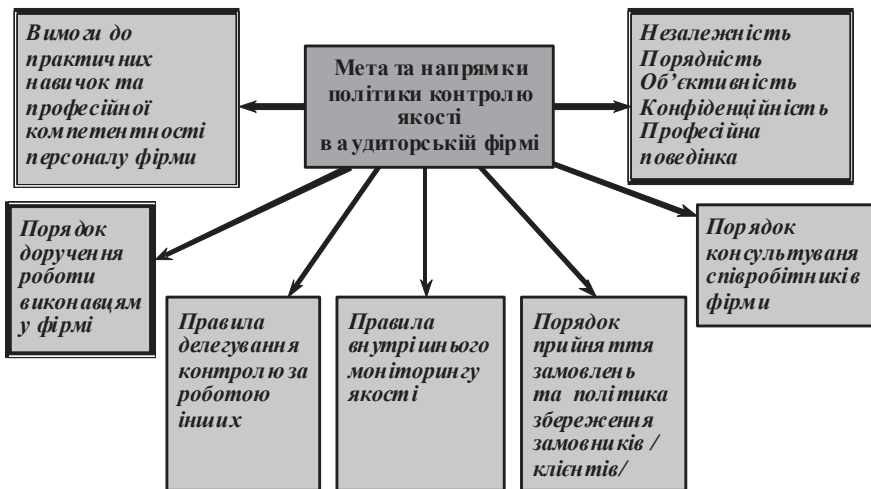 Вимоги до
практичних
навичок та
професійної
компетентності
персоналу фірми
Мета та напрямки
політики контролю
якості
в аудиторській фірмі
Незалежність
Порядність
Об’єктивність
Конфіденційність
Професійна
поведінка
Порядок
доручення
роботи
виконавцям
у фірмі
Правила
делегування
контролю за
роботою
інших
Правила
внутрішнього
моніторингу
якості
Порядок
прийняття
замовлень
та політика
збереження
замовників /
клієнтів/
Порядок
консультуваня
співробітників
фірми